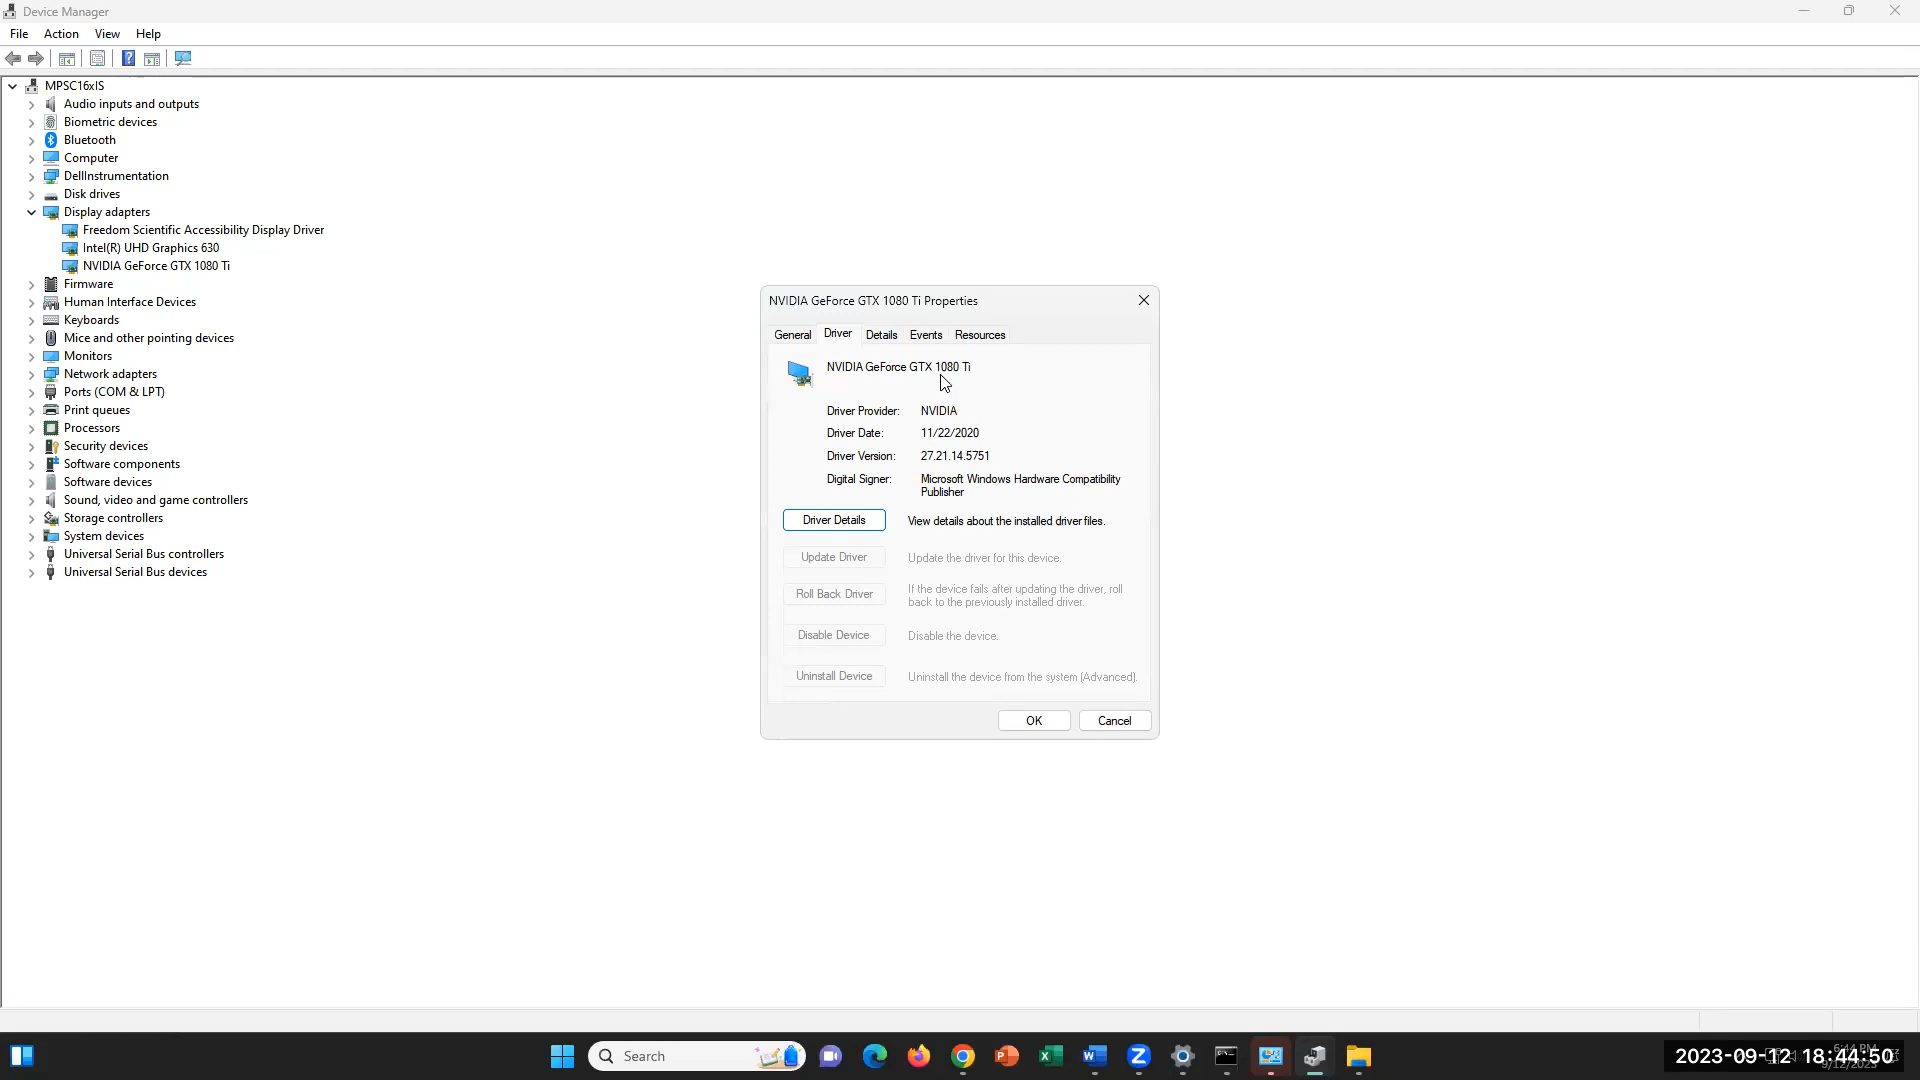 Device Manager
File Action View Help
MPSC16xIS
Audio inputs and outputs
Biometric devices
Bluetooth
Computer
DellInstrumentation
Disk drives
Display adapters
Freedom Scientific Accessibility Display Driver
Intel(R) UHD Graphics 630
NVIDIA GeForce GTX 1080 Ti
Firmware
Human Interface Devices
Keyboards
Mice and other pointing devices
Monitors
Network adapters
Ports (COM & LPT)
Print queues
Processors
Security devices
Software components
Software devices
Sound, video and game controllers
Storage controllers
System devices
Universal Serial Bus controllers
Universal Serial Bus devices
NVIDIA GeForce GTX 1080 Ti Properties
General Driver Details Events Resources
NVIDIA GeForce GTX 1080 Ti
Driver Provider: NVIDIA
Driver Date: 11/22/2020
Driver Version: 27.21.14.5751
Digital Signer: Microsoft Windows Hardware Compatibility
Publisher
Driver Details View details about the installed driver files.
Update Driver Update the driver for this device.
Roll Back Driver If the device fails after updating the driver, roll
back to the previously installed driver.
Disable Device Disable the device.
Uninstall Device Uninstall the device from the system (Advanced).
OK Cancel
Search
6:44 PM
2023-09-12 18:44:50
9/12/2023